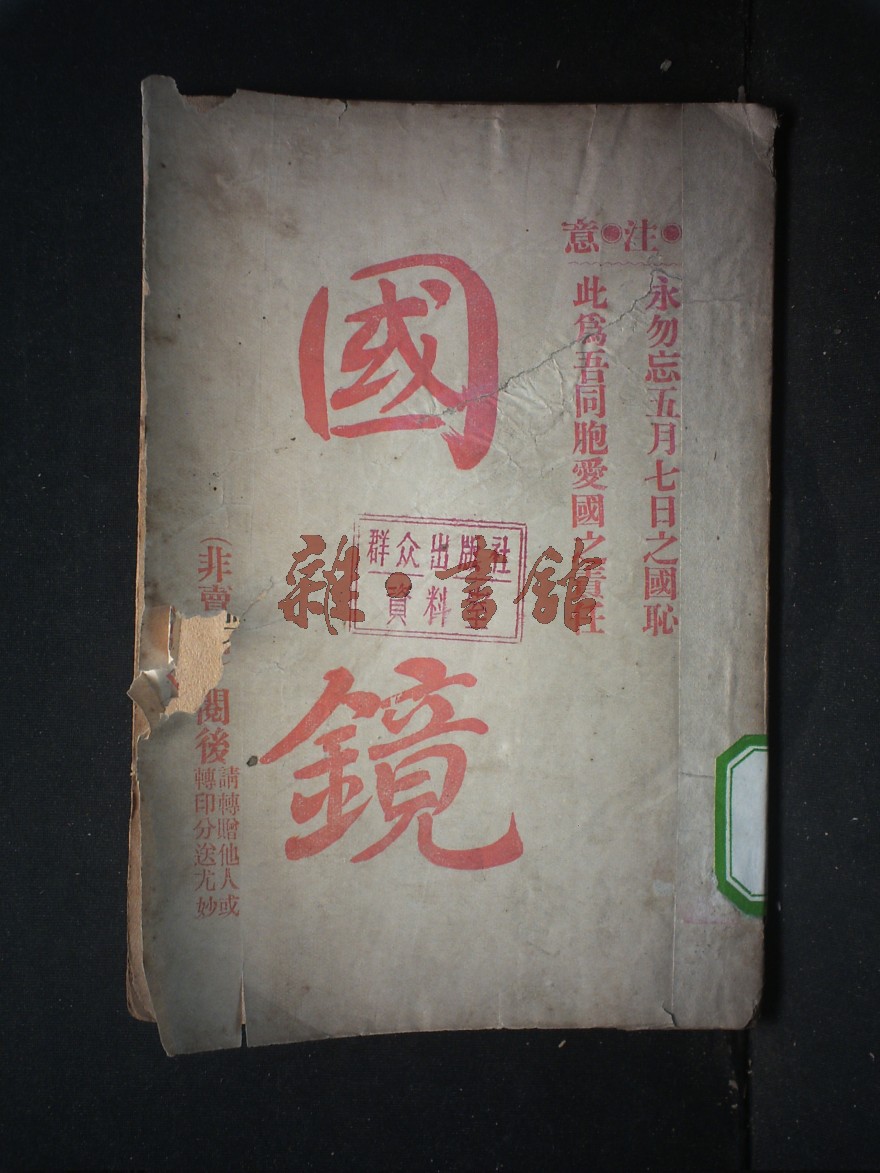 注意
永勿忘五月七日之國恥
此爲吾同胞愛國之責任
國鏡
群众出版社
資料
雜·書館
(非賣
閱後
請轉贈他人或
轉印分送尤妙